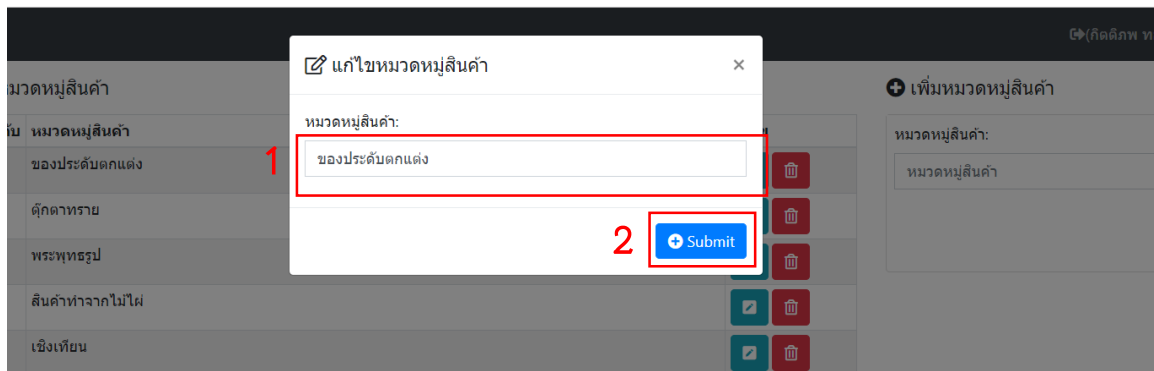 (กิตติภพ ท
แก้ไขหมวดหมู่สินค้า ×
หมวดหมู่สินค้า
เพิ่มหมวดหมู่สินค้า
หมวดหมู่สินค้า
หมวดหมู่สินค้า:
หมวดหมู่สินค้า:
1
ของประดับตกแต่ง
ของประดับตกแต่ง
หมวดหมู่สินค้า
ตุ๊กตาทราย
2
Submit
พระพุทธรูป
สินค้าทำจากไม้ไผ่
เชิงเทียน